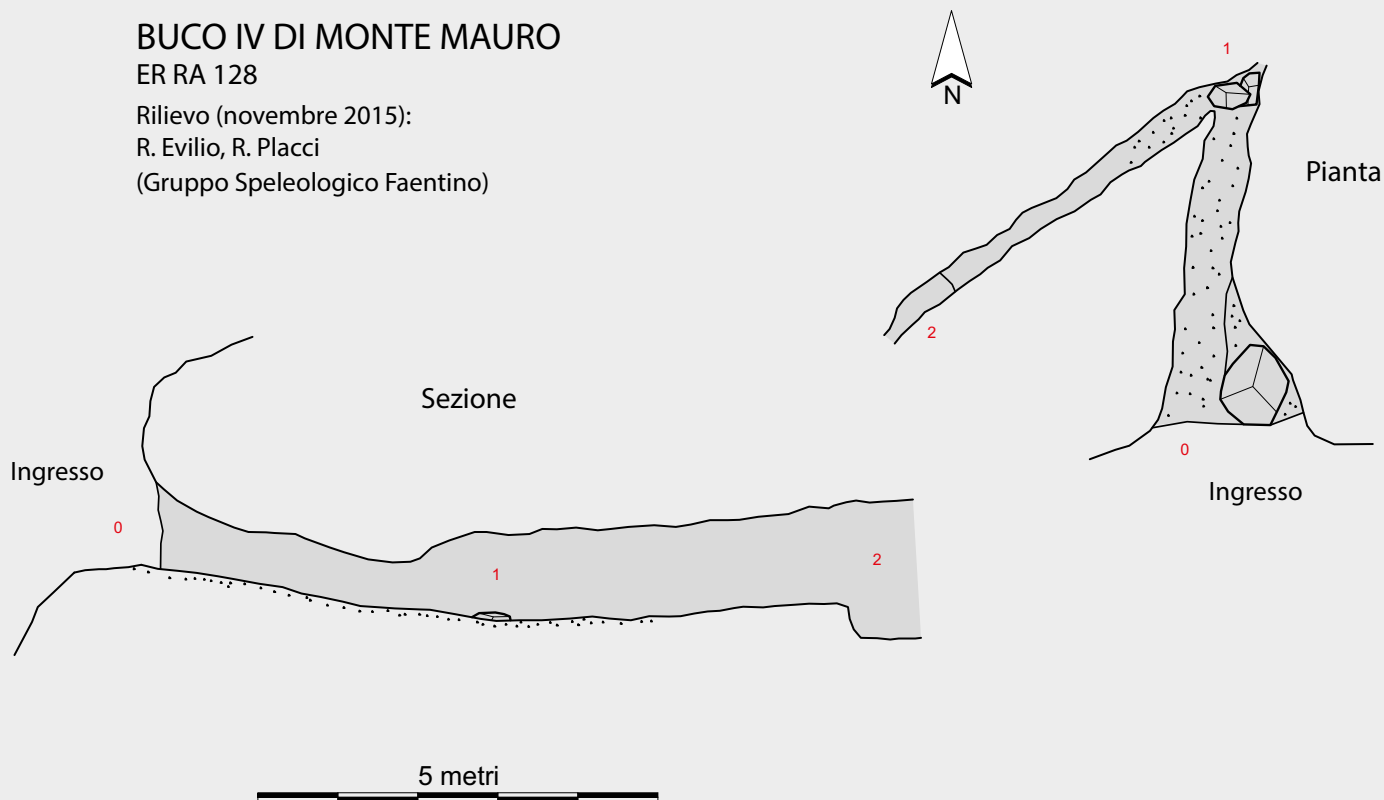 BUCO IV DI MONTE MAURO
ER RA 128
Rilievo (novembre 2015):
R. Evilio, R. Placci
(Gruppo Speleologico Faentino)
N
1
Pianta
2
0
Ingresso
Sezione
Ingresso
0
1
2
5 metri